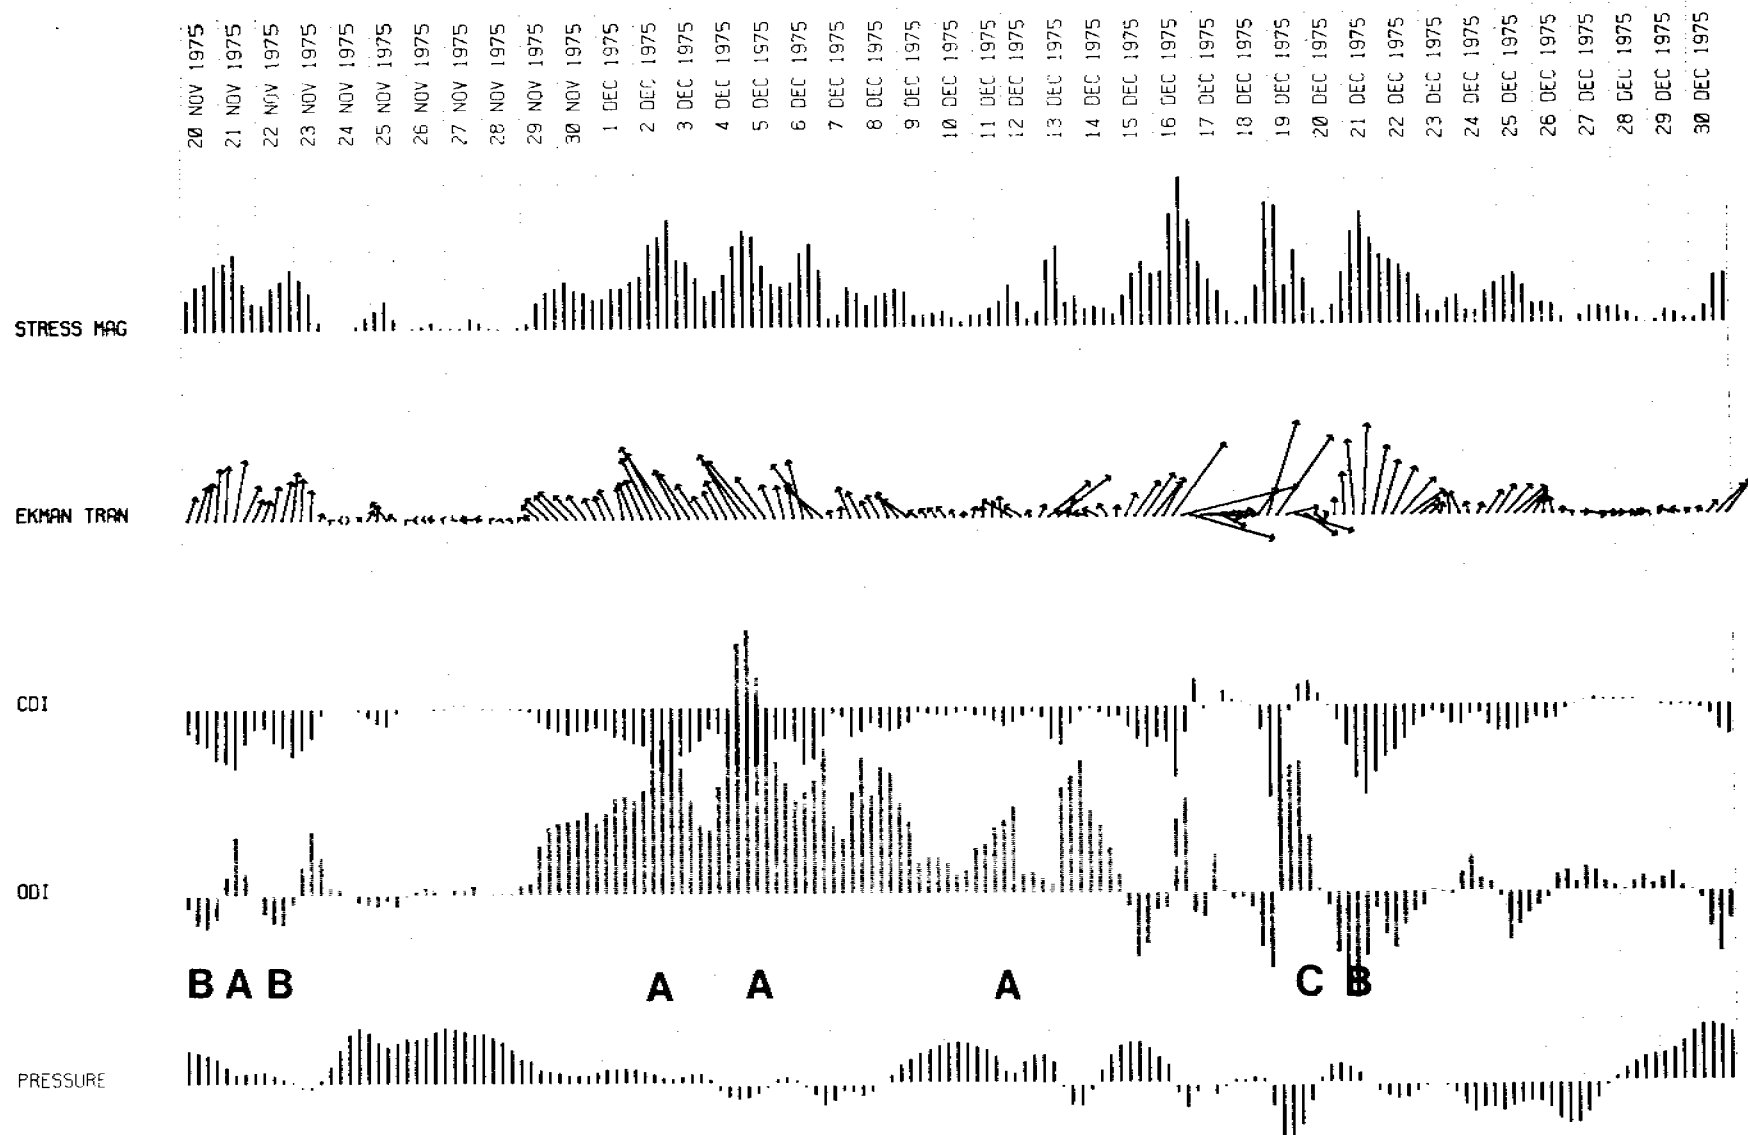 20 NOV 1975
21 NOV 1975
22 NOV 1975
23 NOV 1975
24 NOV 1975
25 NOV 1975
26 NOV 1975
27 NOV 1975
28 NOV 1975
29 NOV 1975
30 NOV 1975
1 DEC 1975
2 DEC 1975
3 DEC 1975
4 DEC 1975
5 DEC 1975
6 DEC 1975
7 DEC 1975
8 DEC 1975
9 DEC 1975
10 DEC 1975
11 DEC 1975
12 DEC 1975
13 DEC 1975
14 DEC 1975
15 DEC 1975
16 DEC 1975
17 DEC 1975
18 DEC 1975
19 DEC 1975
20 DEC 1975
21 DEC 1975
22 DEC 1975
23 DEC 1975
24 DEC 1975
25 DEC 1975
26 DEC 1975
27 DEC 1975
28 DEC 1975
29 DEC 1975
30 DEC 1975
STRESS MAG
EKMAN TRAN
CDI
ODI
B A B A A A C B
PRESSURE